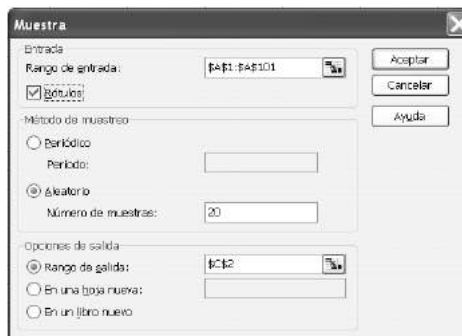 Muestra
Entrada
Rango de entrada: $A$1:$A$101
Rótulos
Aceptar
Cancelar
Ayuda
Método de muestreo
Periódico
Período:
Aleatorio
Número de muestras: 20
Opciones de salida
Rango de salida: $C$2
En una hoja nueva:
En un libro nuevo